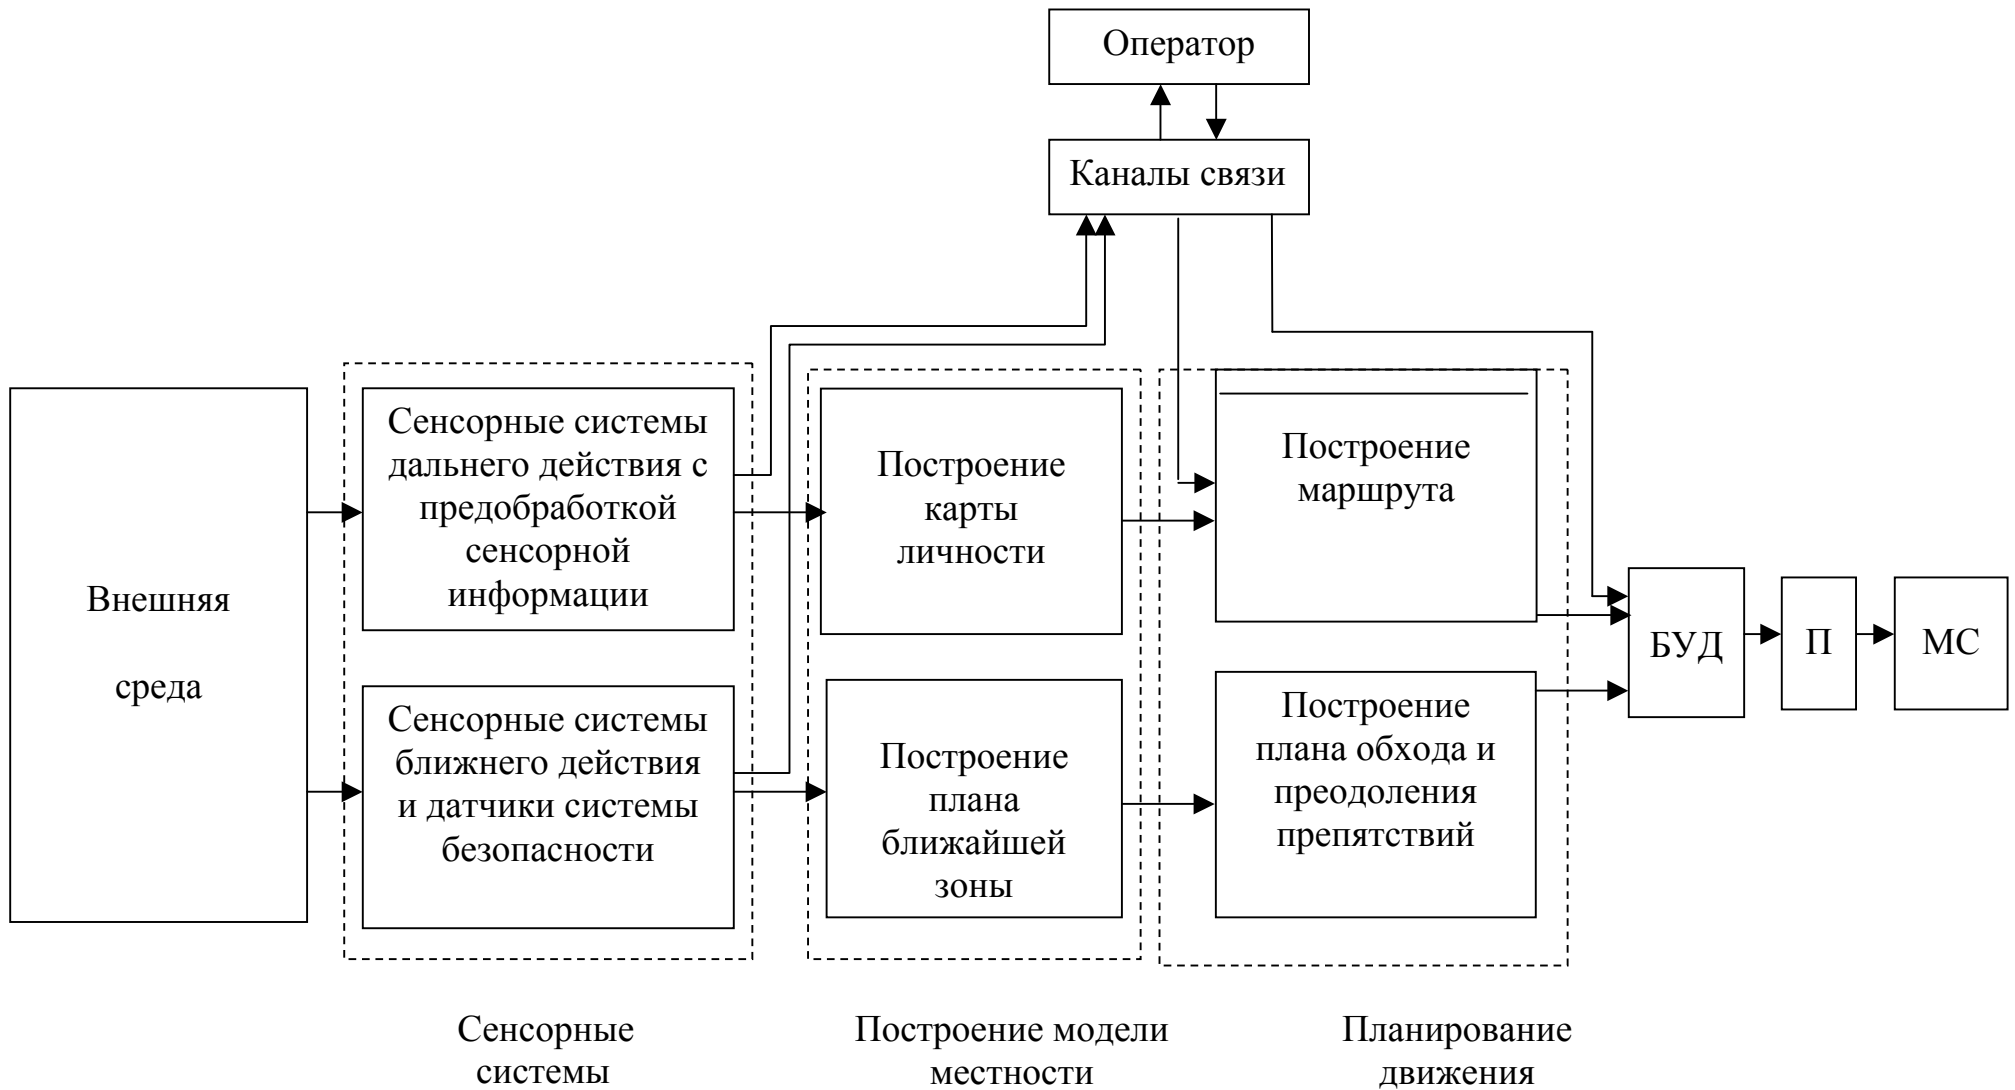 Оператор
Каналы связи
Внешняя
среда
Сенсорные системы
дальнего действия с
предобработкой
сенсорной
информации
Сенсорные системы
ближнего действия
и датчики системы
безопасности
Построение
карты
личности
Построение
плана
ближайшей
зоны
Построение
маршрута
Построение
плана обхода и
преодоления
препятствий
БУД
П
МС
Сенсорные
системы
Построение модели
местности
Планирование
движения